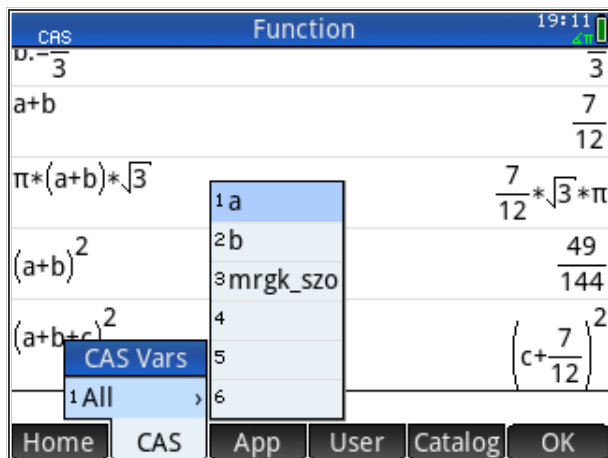 CAS Function 19:11
∡π
b:=‾3 ‾3
a+b 7/12
π*(a+b)*√3 7/12*√3*π
(a+b)² 49/144
(a+b+c)² (c+7/12)²
1 a
2 b
3 mrgk_szo
4
5
6
CAS Vars
1 All ›
Home CAS App User Catalog OK